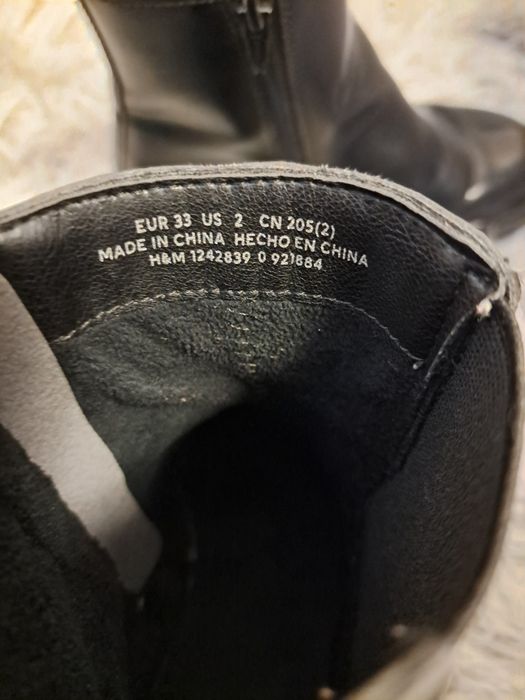 EUR 33 US 2 CN 205(2)
MADE IN CHINA HECHO EN CHINA
H&M 1242839 0 921884